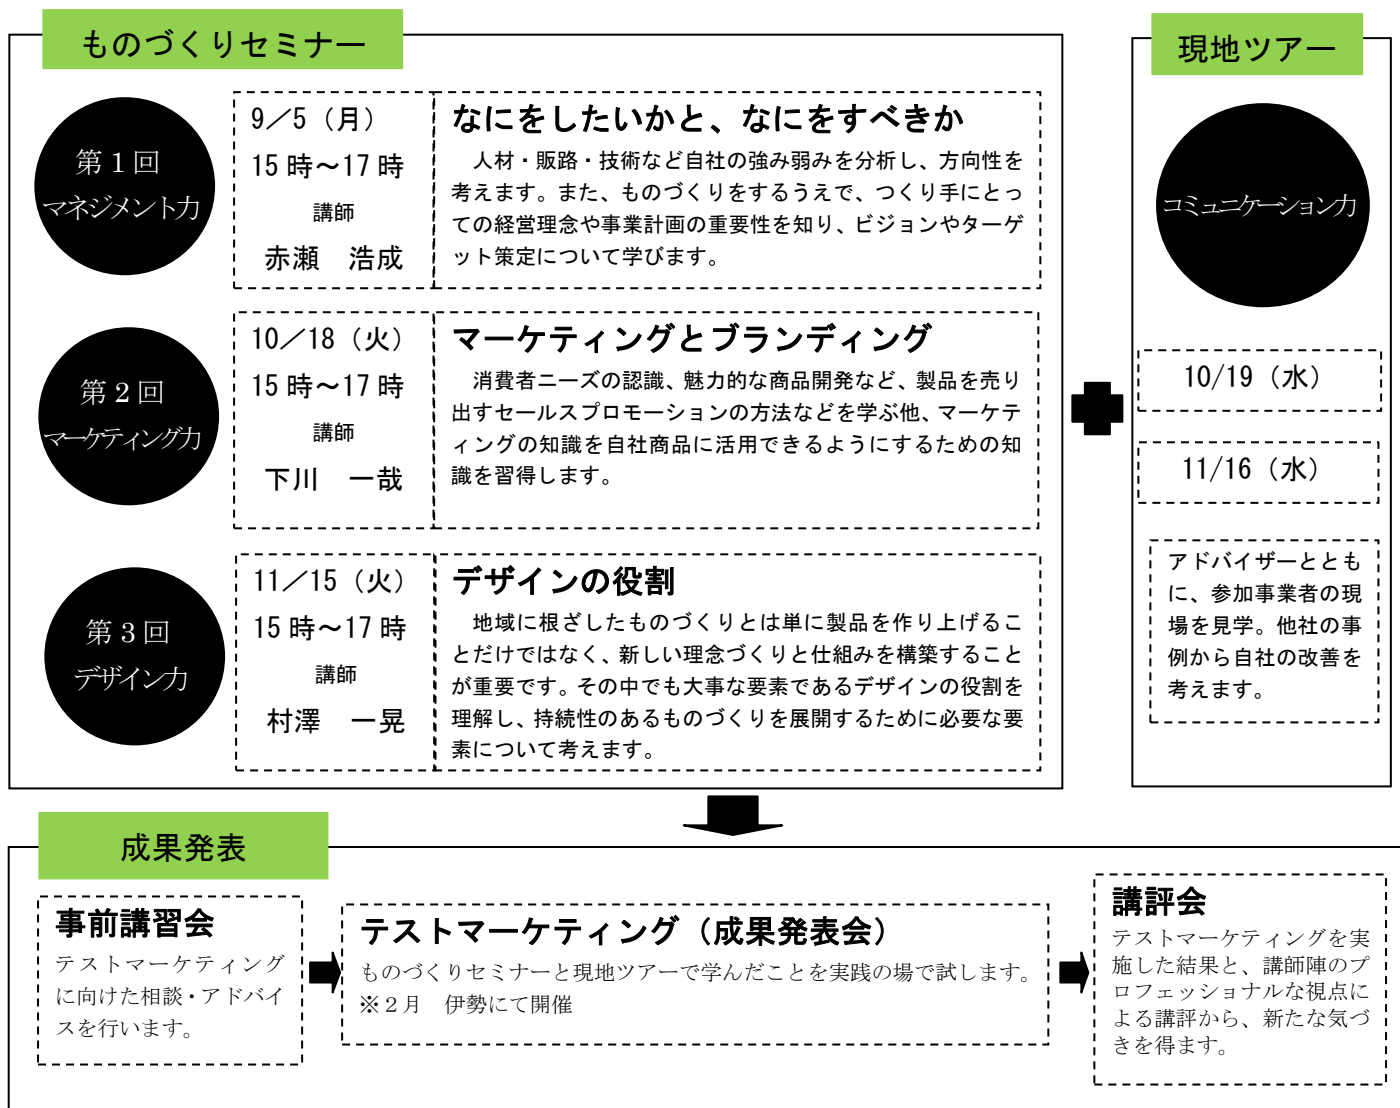 ものづくりセミナー
第１回
マネジメント力
9／5（月）
15 時～17 時
講師
赤瀬　浩成
なにをしたいかと、なにをすべきか
　人材・販路・技術など自社の強み弱みを分析し、方向性を
考えます。また、ものづくりをするうえで、つくり手にとっ
ての経営理念や事業計画の重要性を知り、ビジョンやターゲ
ット策定について学びます。
第２回
マーケティング力
10／18（火）
15 時～17 時
講師
下川　一哉
マーケティングとブランディング
　消費者ニーズの認識、魅力的な商品開発など、製品を売り
出すセールスプロモーションの方法などを学ぶ他、マーケテ
ィングの知識を自社商品に活用できるようにするための知
識を習得します。
第３回
デザイン力
11／15（火）
15 時～17 時
講師
村澤　一晃
デザインの役割
　地域に根ざしたものづくりとは単に製品を作り上げるこ
とだけではなく、新しい理念づくりと仕組みを構築すること
が重要です。その中でも大事な要素であるデザインの役割を
理解し、持続性のあるものづくりを展開するために必要な要
素について考えます。
現地ツアー
コミュニケーション力
10/19（水）
11/16（水）
アドバイザーととも
に、参加事業者の現
場を見学。他社の事
例から自社の改善を
考えます。
成果発表
事前講習会
テストマーケティング
に向けた相談・アドバイ
スを行います。
テストマーケティング（成果発表会）
ものづくりセミナーと現地ツアーで学んだことを実践の場で試します。
※２月　伊勢にて開催
講評会
テストマーケティングを実
施した結果と、講師陣のプ
ロフェッショナルな視点に
よる講評から、新たな気づ
きを得ます。